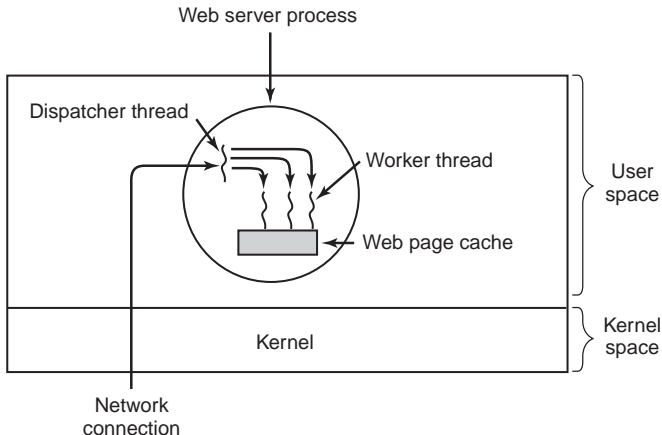 Web server process
Dispatcher thread
Worker thread
User
space
Web page cache
Kernel
Kernel
space
Network
connection